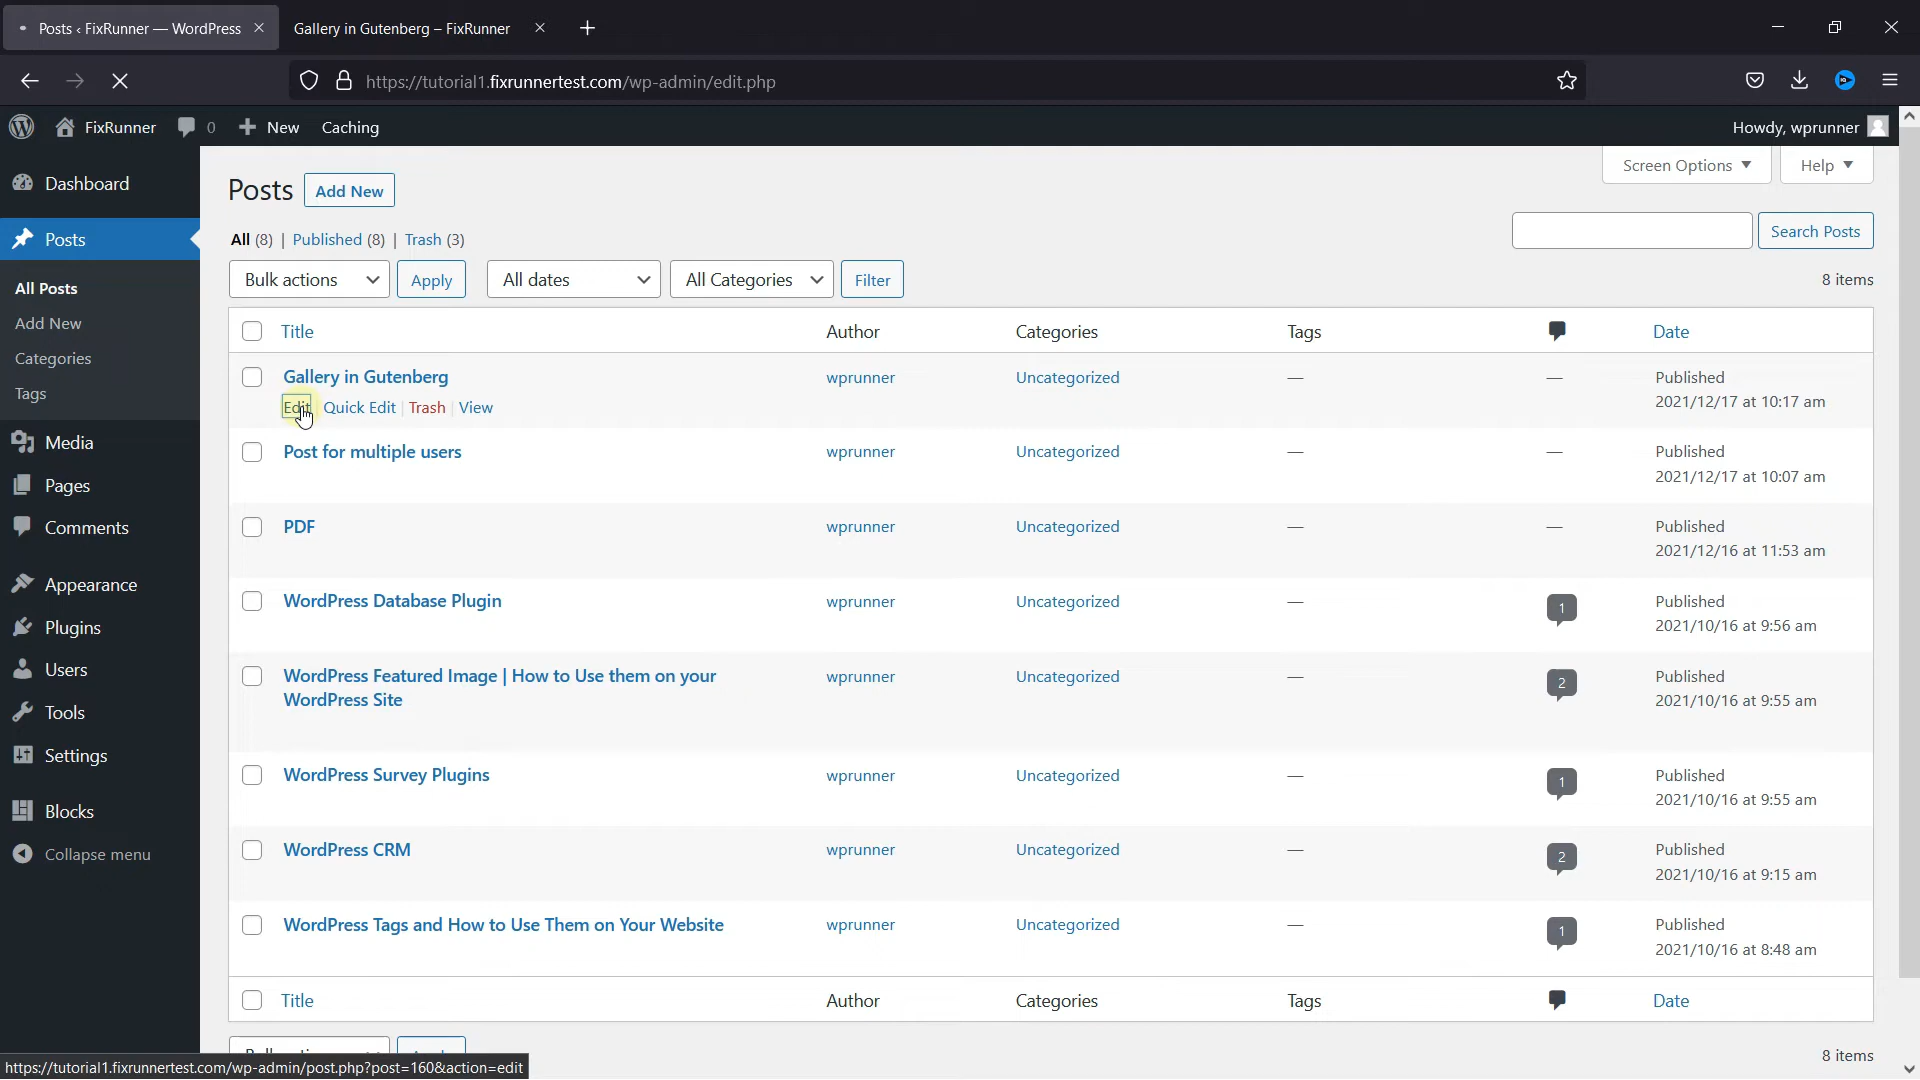 Posts ‹ FixRunner — WordPress
Gallery in Gutenberg – FixRunner
https://tutorial1.fixrunnertest.com/wp-admin/edit.php
FixRunner 0 New Caching Howdy, wprunner
Dashboard
Posts
All Posts
Add New
Categories
Tags
Media
Pages
Comments
Appearance
Plugins
Users
Tools
Settings
Blocks
Collapse menu
Screen Options Help
Posts Add New
All (8) | Published (8) | Trash (3)
Search Posts
Bulk actions Apply All dates All Categories Filter 8 items
Title Author Categories Tags Date
Gallery in Gutenberg wprunner Uncategorized — — Published
Edit Quick Edit | Trash | View 2021/12/17 at 10:17 am
Post for multiple users wprunner Uncategorized — — Published
2021/12/17 at 10:07 am
PDF wprunner Uncategorized — — Published
2021/12/16 at 11:53 am
WordPress Database Plugin wprunner Uncategorized — 1 Published
2021/10/16 at 9:56 am
WordPress Featured Image | How to Use them on your wprunner Uncategorized — 2 Published
WordPress Site 2021/10/16 at 9:55 am
WordPress Survey Plugins wprunner Uncategorized — 1 Published
2021/10/16 at 9:55 am
WordPress CRM wprunner Uncategorized — 2 Published
2021/10/16 at 9:15 am
WordPress Tags and How to Use Them on Your Website wprunner Uncategorized — 1 Published
2021/10/16 at 8:48 am
Title Author Categories Tags Date
8 items
https://tutorial1.fixrunnertest.com/wp-admin/post.php?post=160&action=edit